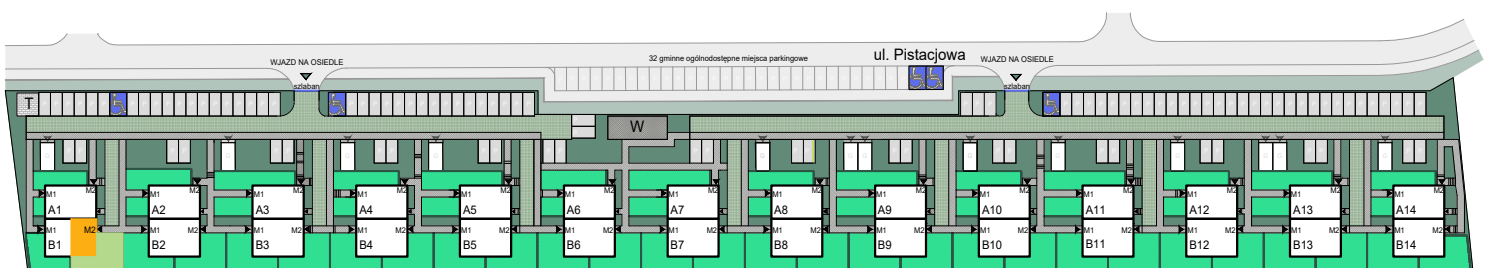 ul. Pistacjowa
32 gminne ogólnodostępne miejsca parkingowe
WJAZD NA OSIEDLE WJAZD NA OSIEDLE
szlaban szlaban
T
W
M1 M2 M1 M2 M1 M2 M1 M2 M1 M2 M1 M2 M1 M2 M1 M2 M1 M2 M1 M2 M1 M2 M1 M2 M1 M2 M1 M2
A1 A2 A3 A4 A5 A6 A7 A8 A9 A10 A11 A12 A13 A14
M2 M1 M2 M1 M2 M1 M2 M1 M2 M1 M2 M1 M2 M1 M2 M1 M2 M1 M2 M1 M2 M1 M2 M1 M2 M1 M2
B1 B2 B3 B4 B5 B6 B7 B8 B9 B10 B11 B12 B13 B14